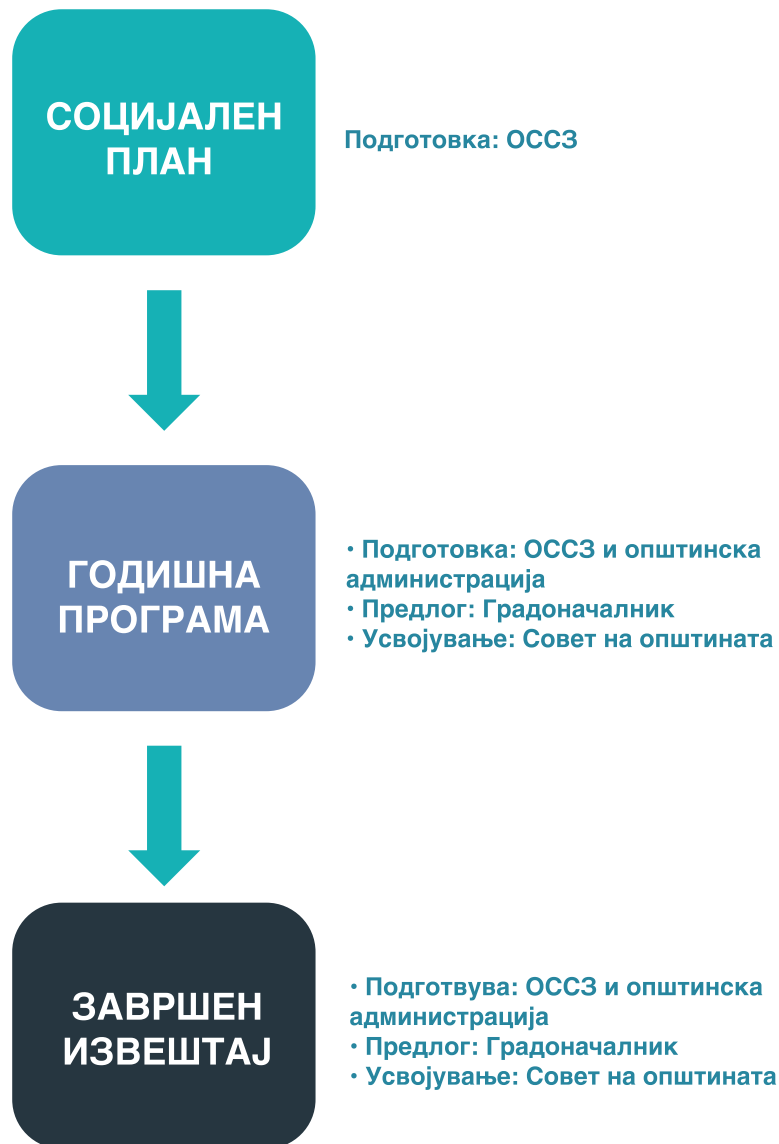 СОЦИЈАЛЕН
ПЛАН
Подготовка: ОССЗ
ГОДИШНА
ПРОГРАМА
• Подготовка: ОССЗ и општинска
администрација
• Предлог: Градоначалник
• Усвојување: Совет на општината
ЗАВРШЕН
ИЗВЕШТАЈ
• Подготвува: ОССЗ и општинска
администрација
• Предлог: Градоначалник
• Усвојување: Совет на општината